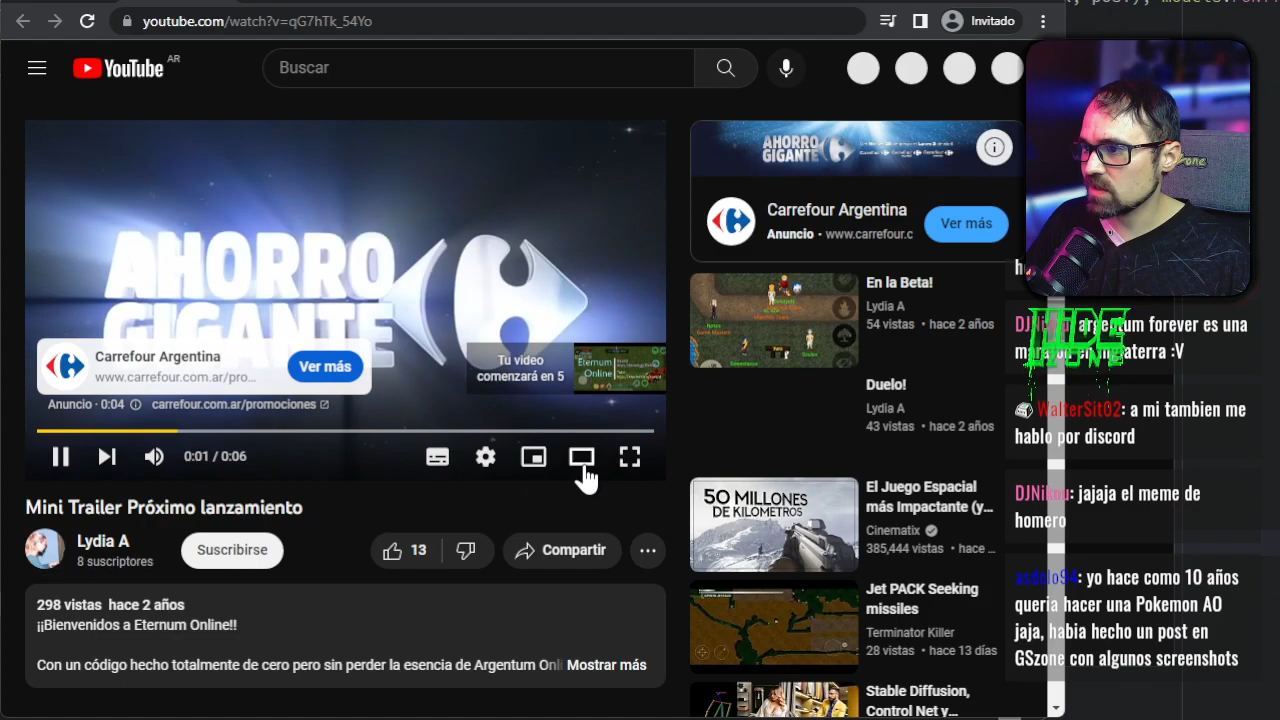 youtube.com/watch?v=qG7hTk_54Yo
Invitado
YouTube AR
Buscar
AHORRO
GIGANTE
Carrefour Argentina
www.carrefour.com.ar/pro...
Ver más
Tu video
comenzará en 5
Eternum
Online
Anuncio · 0:04
carrefour.com.ar/promociones
0:01 / 0:06
Mini Trailer Próximo lanzamiento
Lydia A
8 suscriptores
Suscribirse
13
Compartir
298 vistas hace 2 años
¡¡Bienvenidos a Eternum Online!!
Con un código hecho totalmente de cero pero sin perder la esencia de Argentum Onli
Mostrar más
AHORRO
GIGANTE
Carrefour Argentina
Anuncio · www.carrefour.c
Ver más
En la Beta!
Lydia A
54 vistas • hace 2 años
Duelo!
Lydia A
43 vistas • hace 2 años
50 MILLONES
DE KILOMETROS
El Juego Espacial
más Impactante (y...
Cinematix
385,444 vistas • hace ...
Jet PACK Seeking
missiles
Terminator Killer
28 vistas • hace 13 días
Stable Diffusion,
Control Net y
argentum forever es una
maraton en inglaterra :V
WalterSit02: a mi tambien me
hablo por discord
DJNikou: jajaja el meme de
homero
asdolo94: yo hace como 10 años
queria hacer una Pokemon AO
jaja, habia hecho un post en
GSzone con algunos screenshots